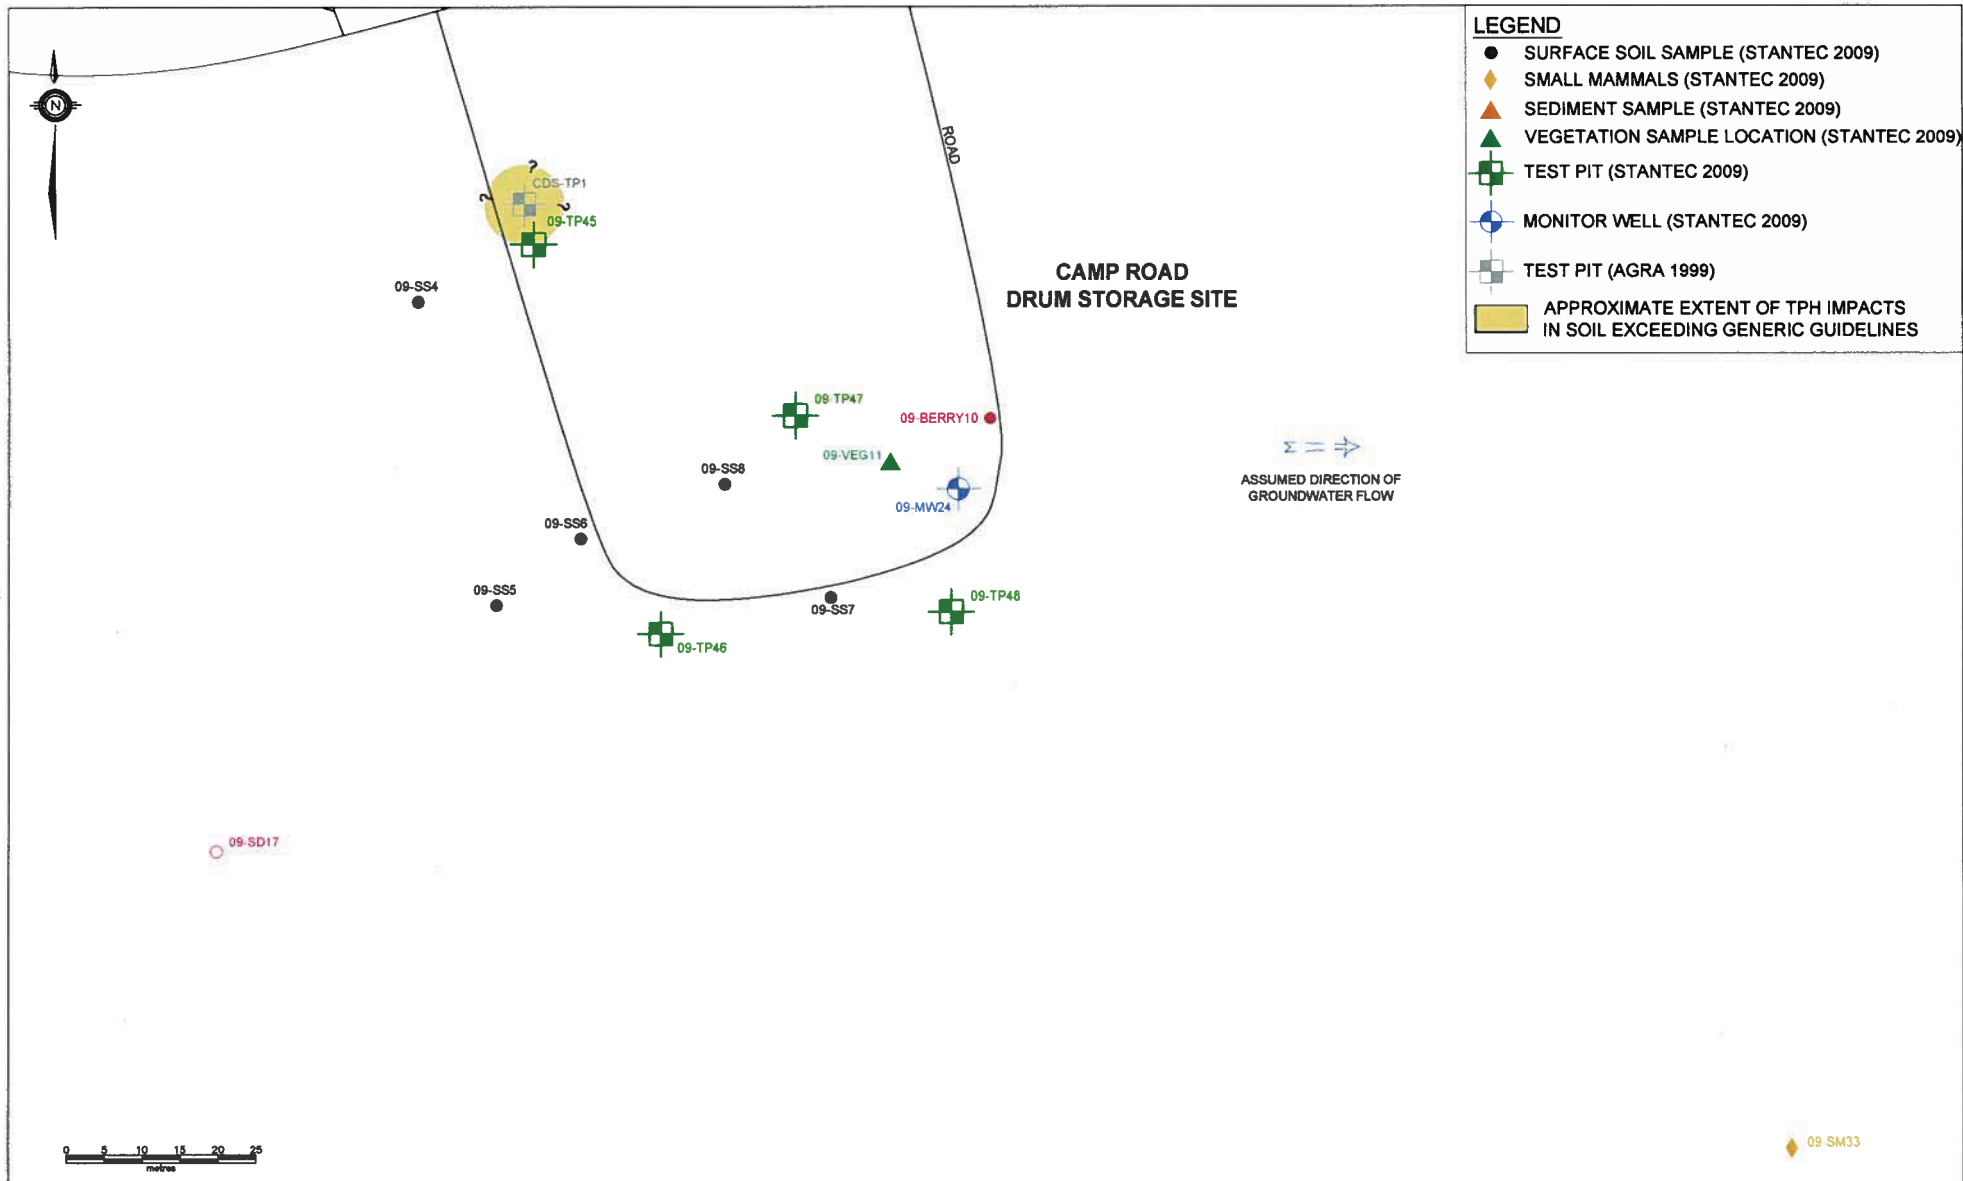 LEGEND
SURFACE SOIL SAMPLE (STANTEC 2009)
SMALL MAMMALS (STANTEC 2009)
SEDIMENT SAMPLE (STANTEC 2009)
VEGETATION SAMPLE LOCATION (STANTEC 2009)
TEST PIT (STANTEC 2009)
MONITOR WELL (STANTEC 2009)
TEST PIT (AGRA 1999)
APPROXIMATE EXTENT OF TPH IMPACTS
IN SOIL EXCEEDING GENERIC GUIDELINES
N
ROAD
?
CDS-TP1
?
?
09-TP45
CAMP ROAD
DRUM STORAGE SITE
09-SS4
09-TP47
09-BERRY10
09-VEG11
09-SS8
09-MW24
ASSUMED DIRECTION OF
GROUNDWATER FLOW
09-SS6
09-SS5
09-SS7
09-TP48
09-TP46
09-SD17
09-SM33
0 5 10 15 20 25
metres